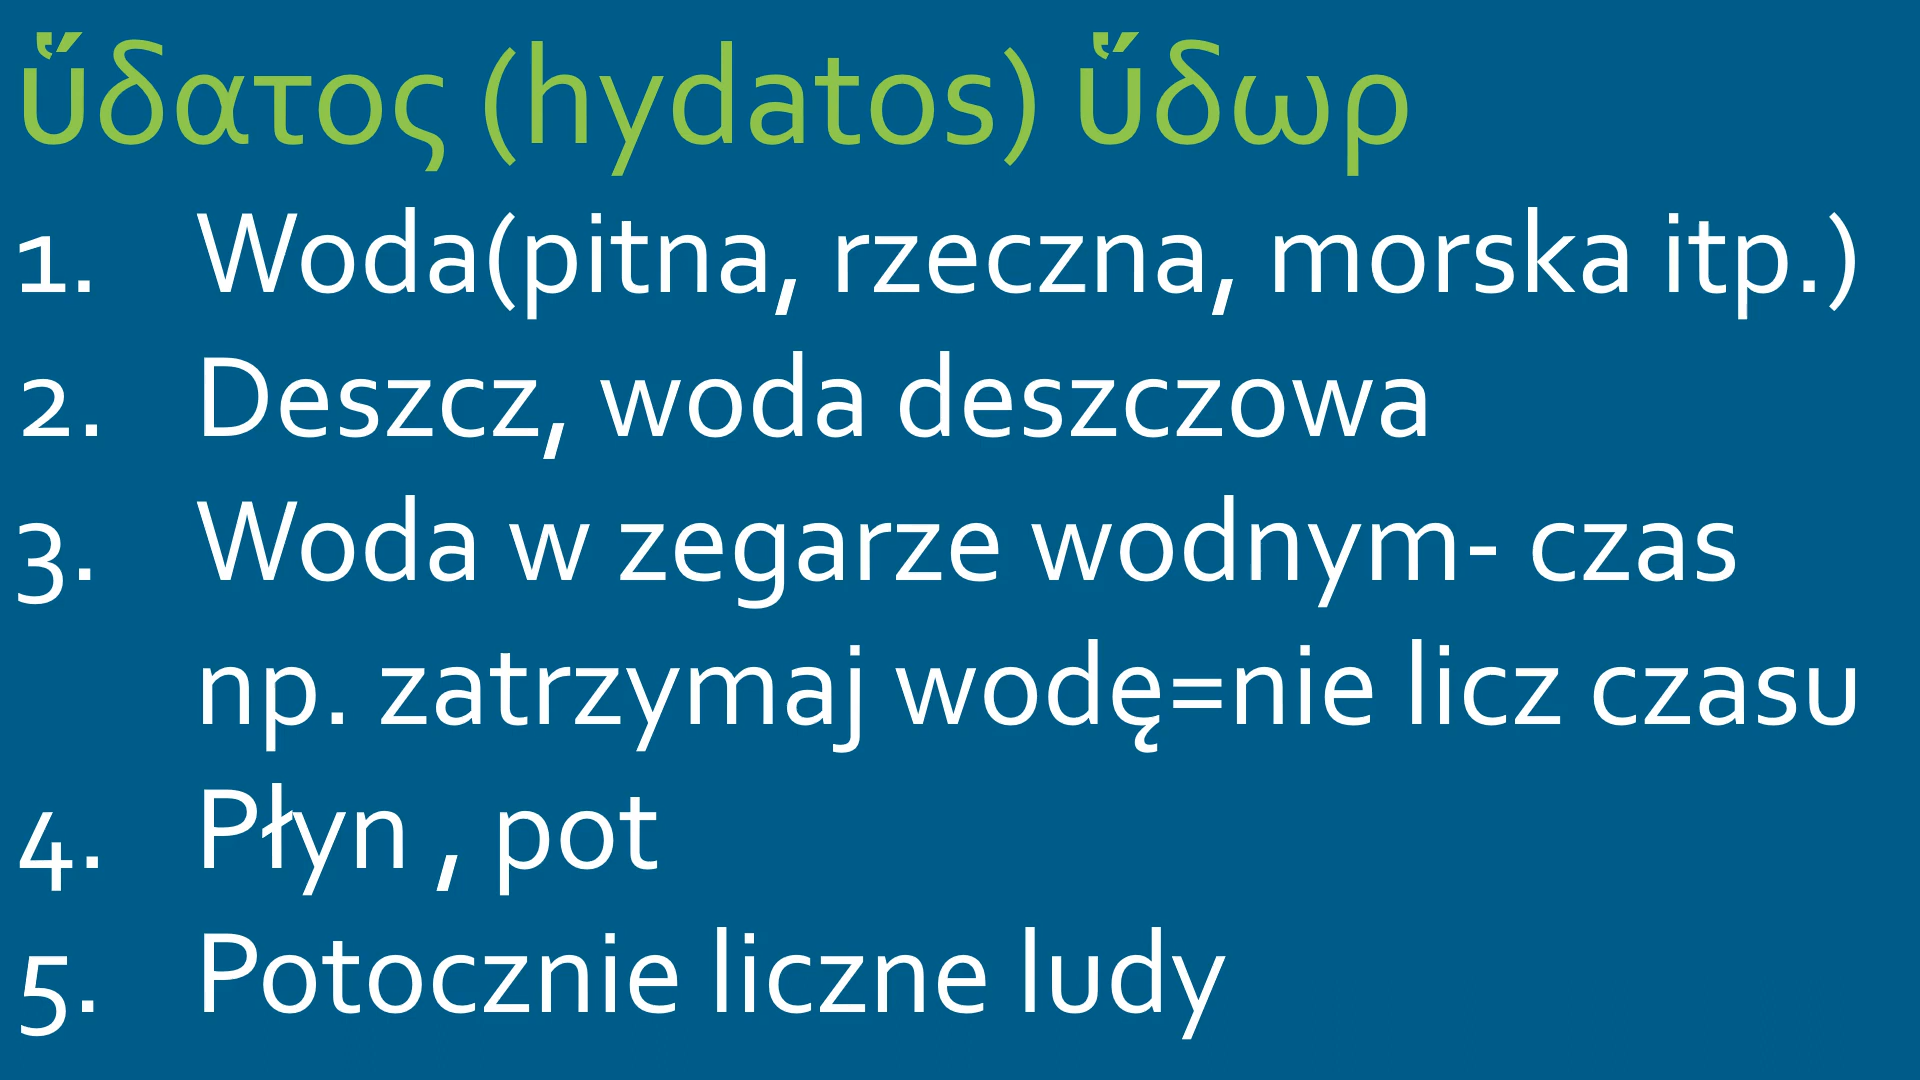 ὕδατος (hydatos) ὕδωρ
1. Woda(pitna, rzeczna, morska itp.)
2. Deszcz, woda deszczowa
3. Woda w zegarze wodnym- czas
np. zatrzymaj wodę=nie licz czasu
4. Płyn , pot
5. Potocznie liczne ludy